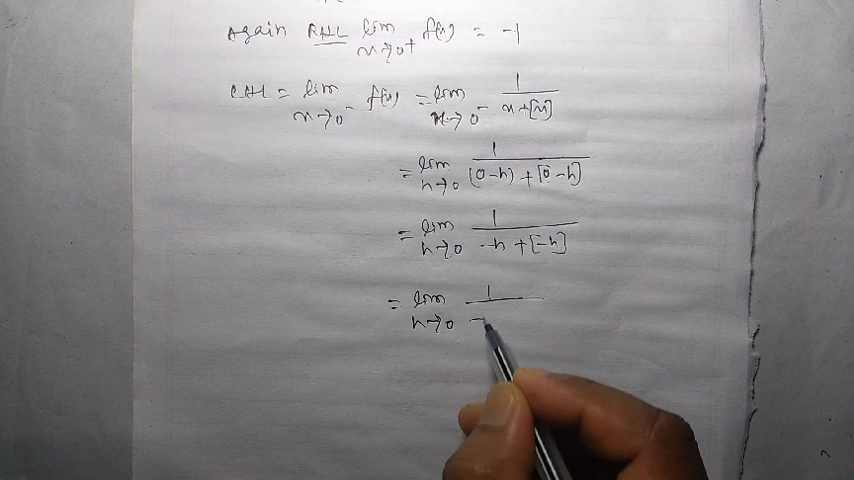 Again RHL lim x→0+ f(x) = -1
LHL = lim x→0- f(x) = lim x→0- 1/(x+[x])
= lim h→0 1/((0-h)+[0-h])
= lim h→0 1/(-h+[-h])
= lim h→0 1/-